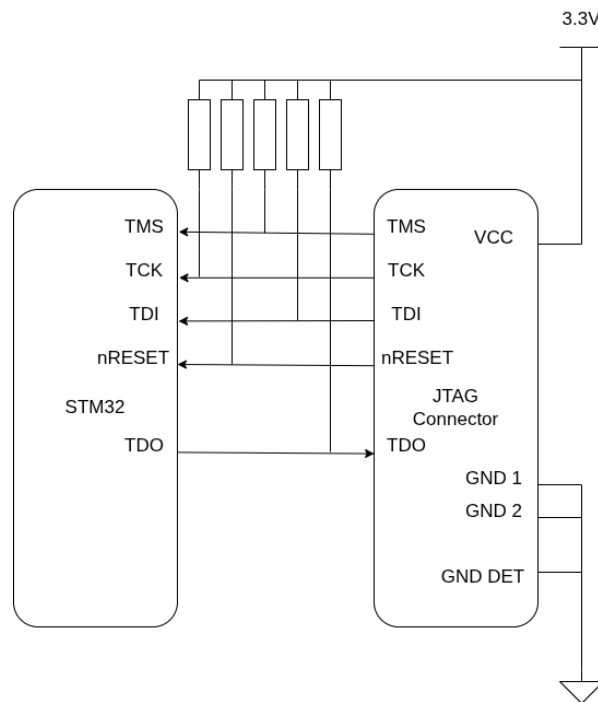 3.3V
TMS
TCK
TDI
nRESET
STM32
TDO
TMS
VCC
TCK
TDI
nRESET
JTAG
Connector
TDO
GND 1
GND 2
GND DET